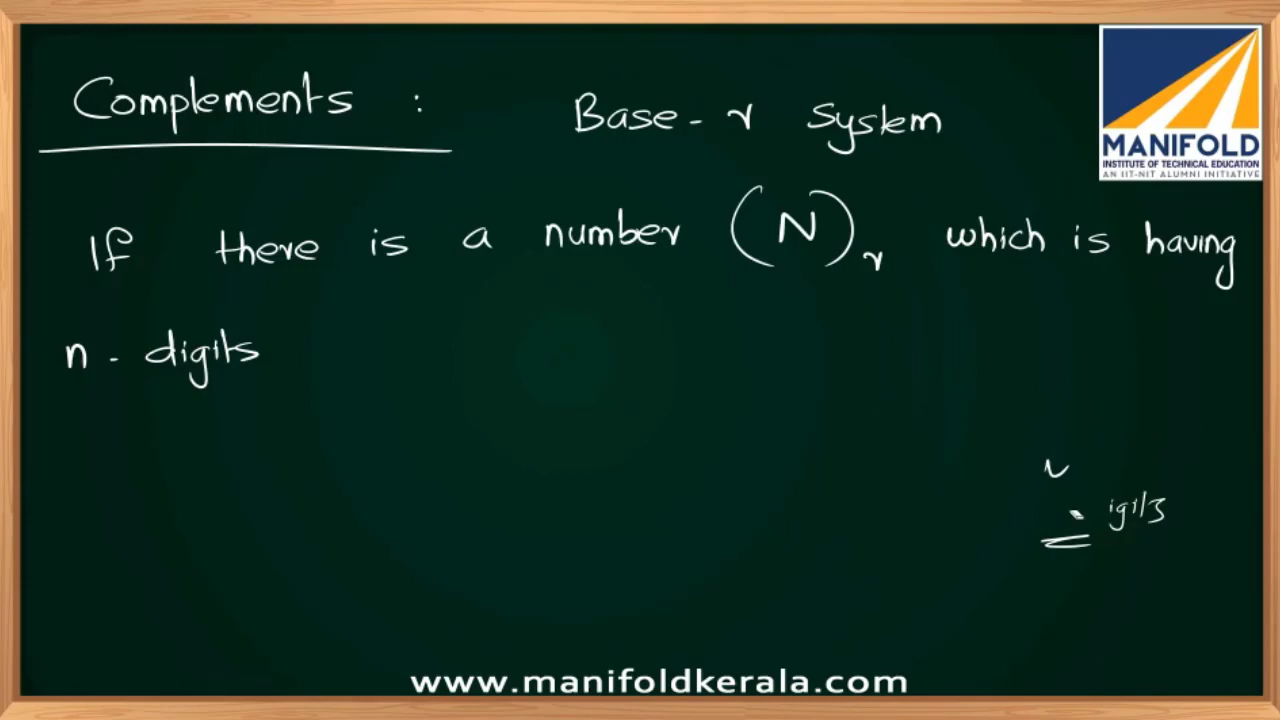 Complements : Base - r System
MANIFOLD
INSTITUTE OF TECHNICAL EDUCATION
AN IIT-NIT ALUMNI INITIATIVE
If there is a number (N)r which is having
n - digits
www.manifoldkerala.com